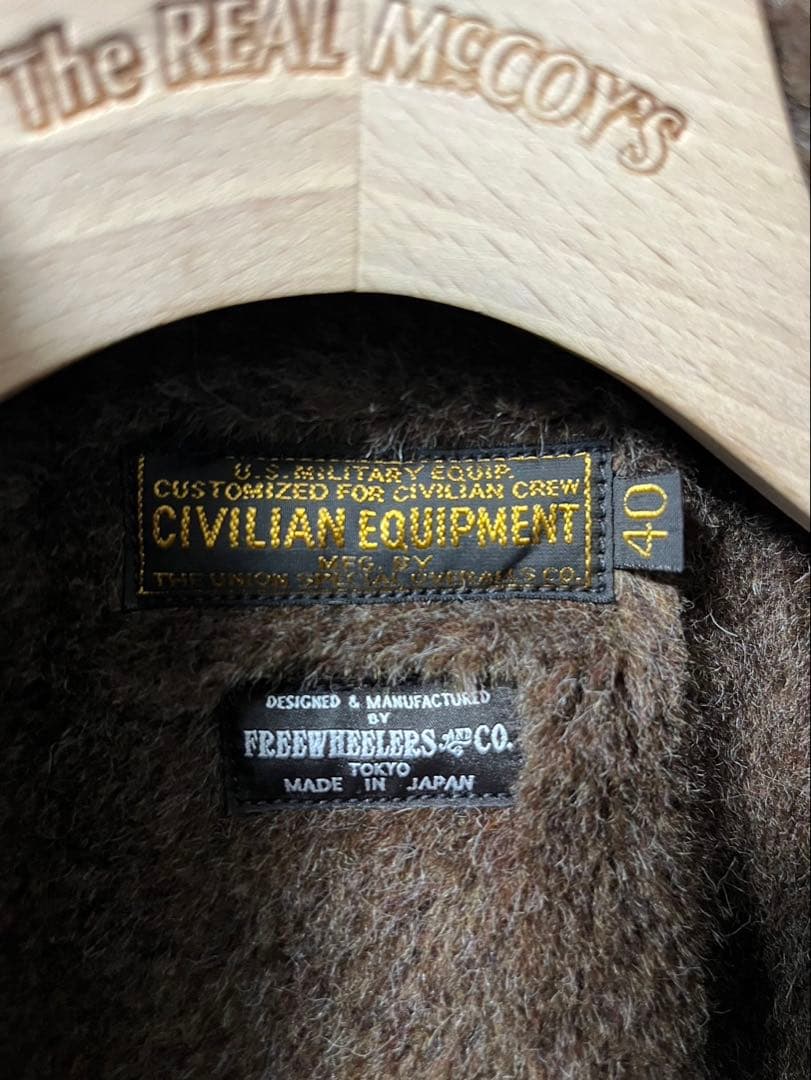 The REAL McCOY'S
U.S. MILITARY EQUIP.
CUSTOMIZED FOR CIVILIAN CREW
CIVILIAN EQUIPMENT
MFG. BY
THE UNION SPECIAL OVERALLS CO.
40
DESIGNED & MANUFACTURED
BY
FREEWHEELERS AND CO.
TOKYO
MADE IN JAPAN